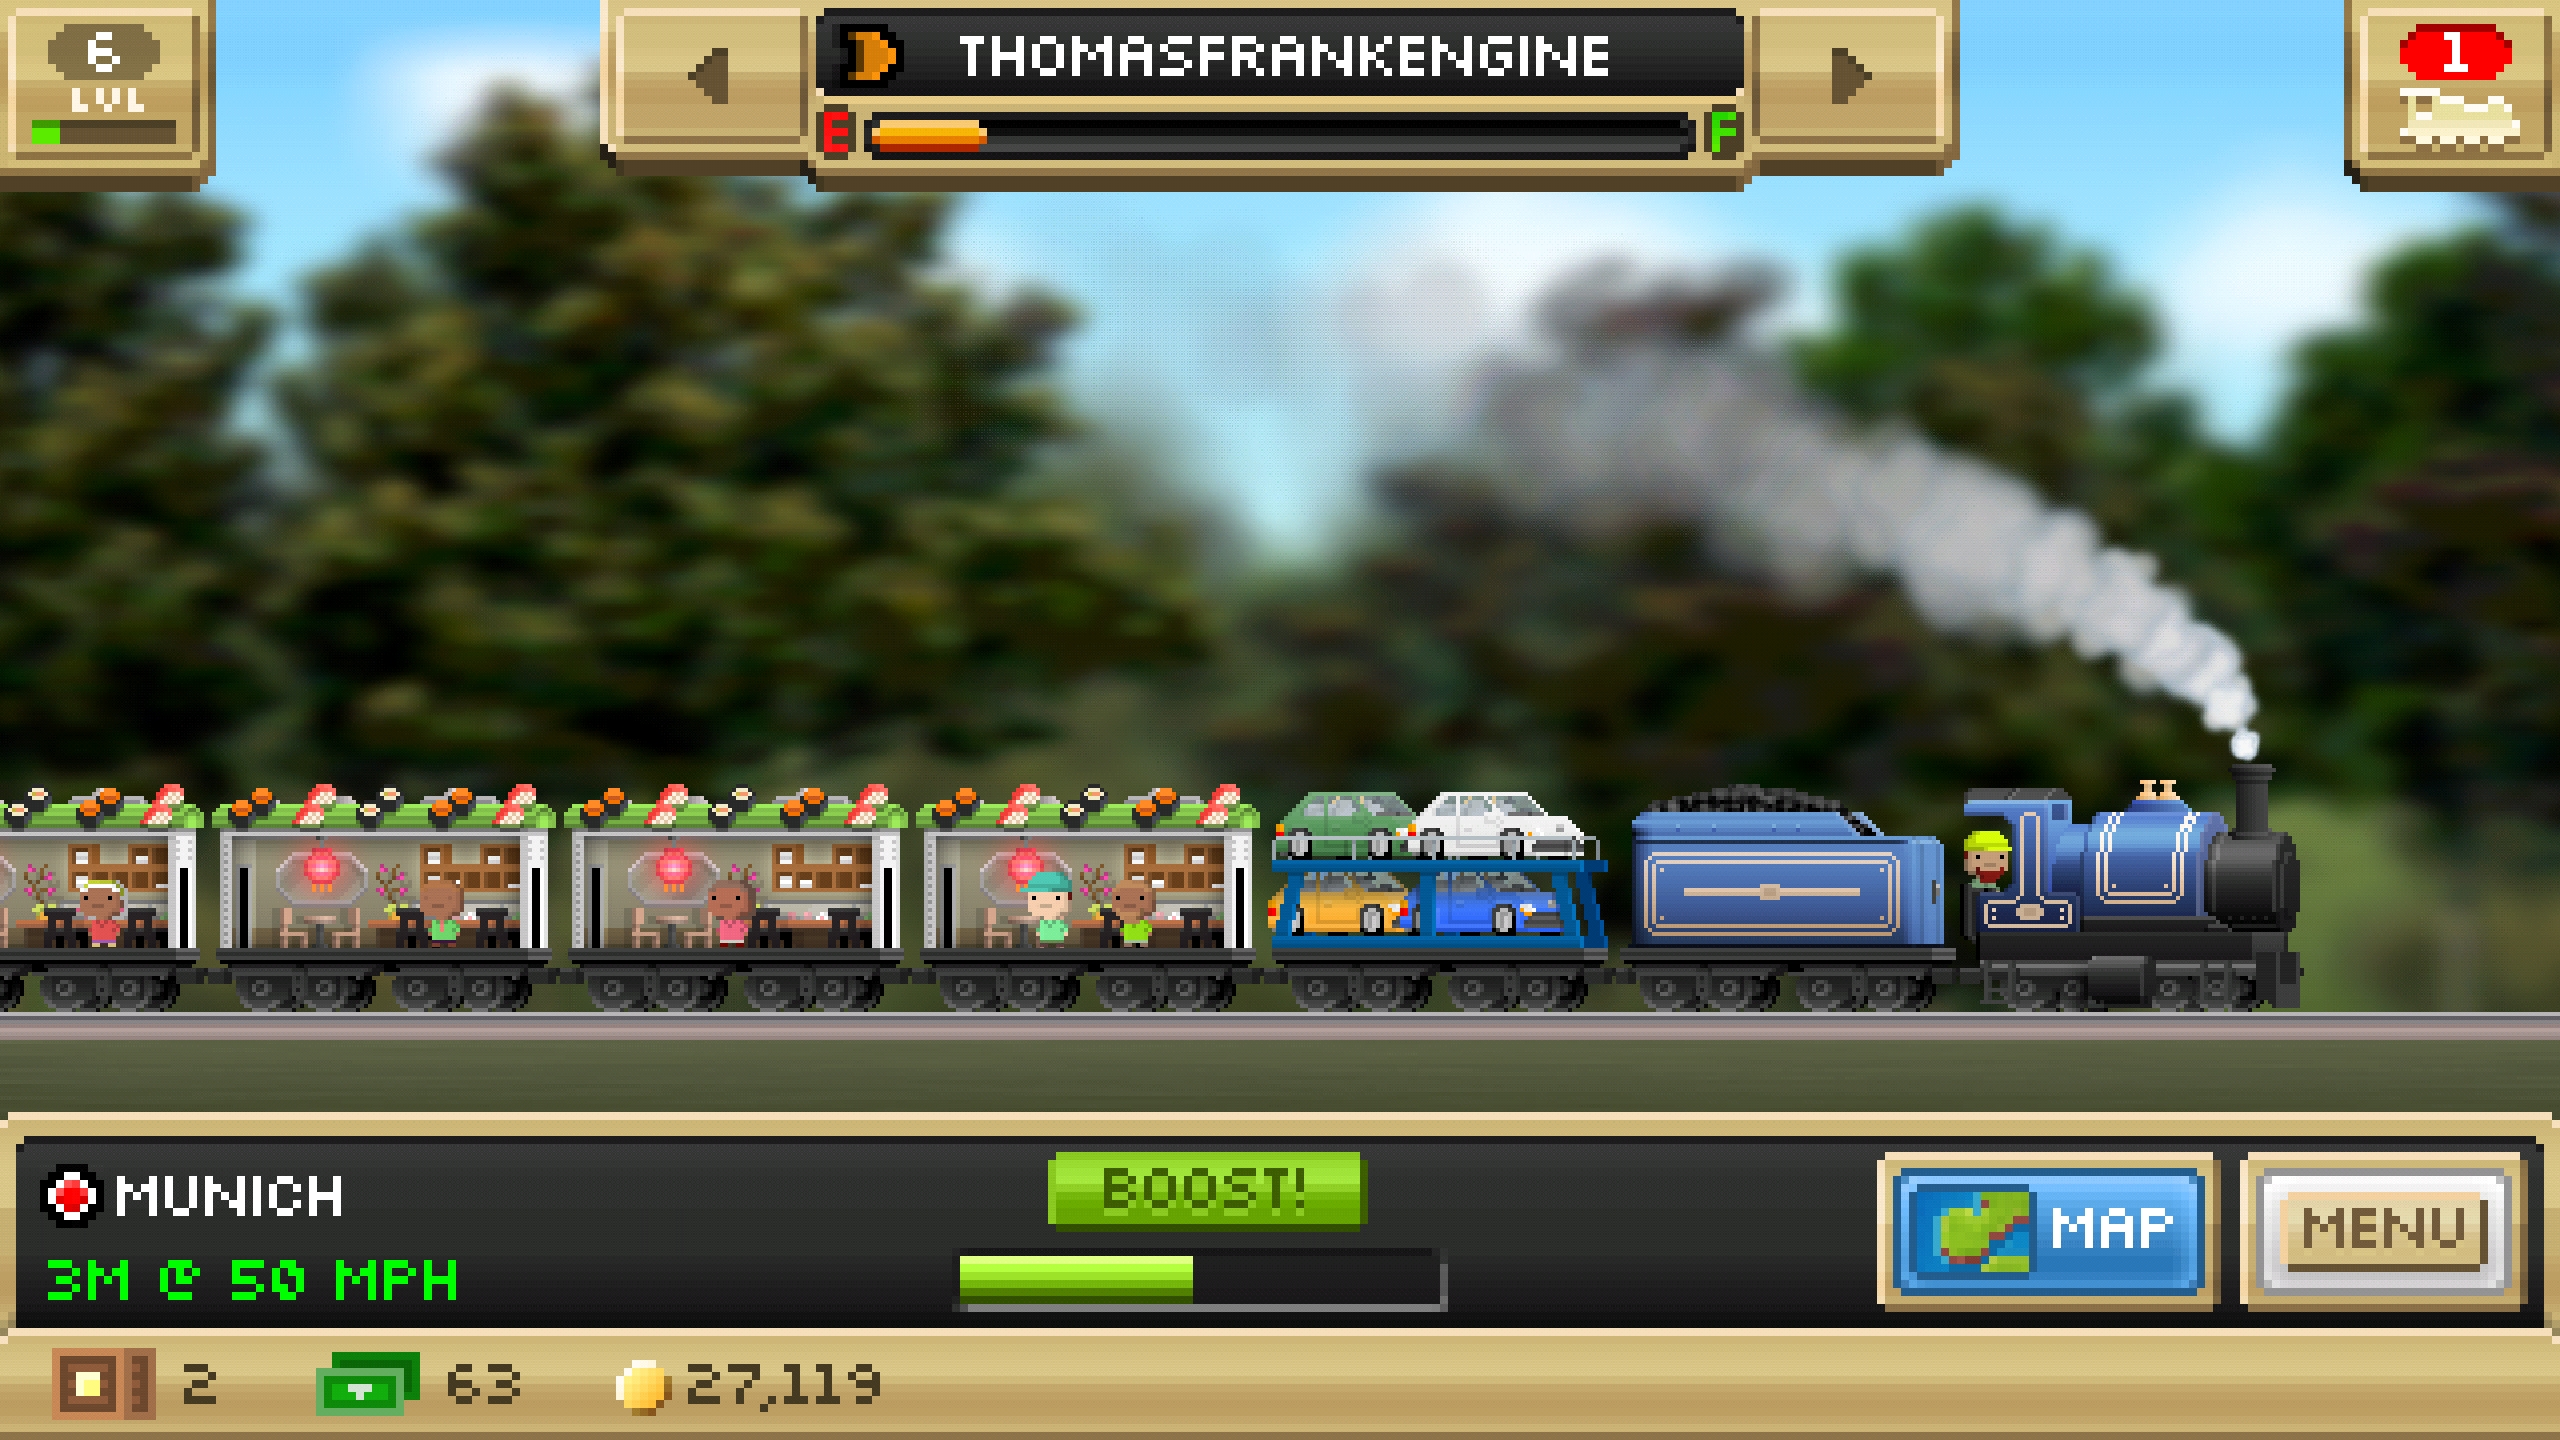 6
LVL
THOMASFRANKENGINE
E F
1
MUNICH
3M @ 50 MPH
BOOST!
MAP
MENU
2 63 27,119